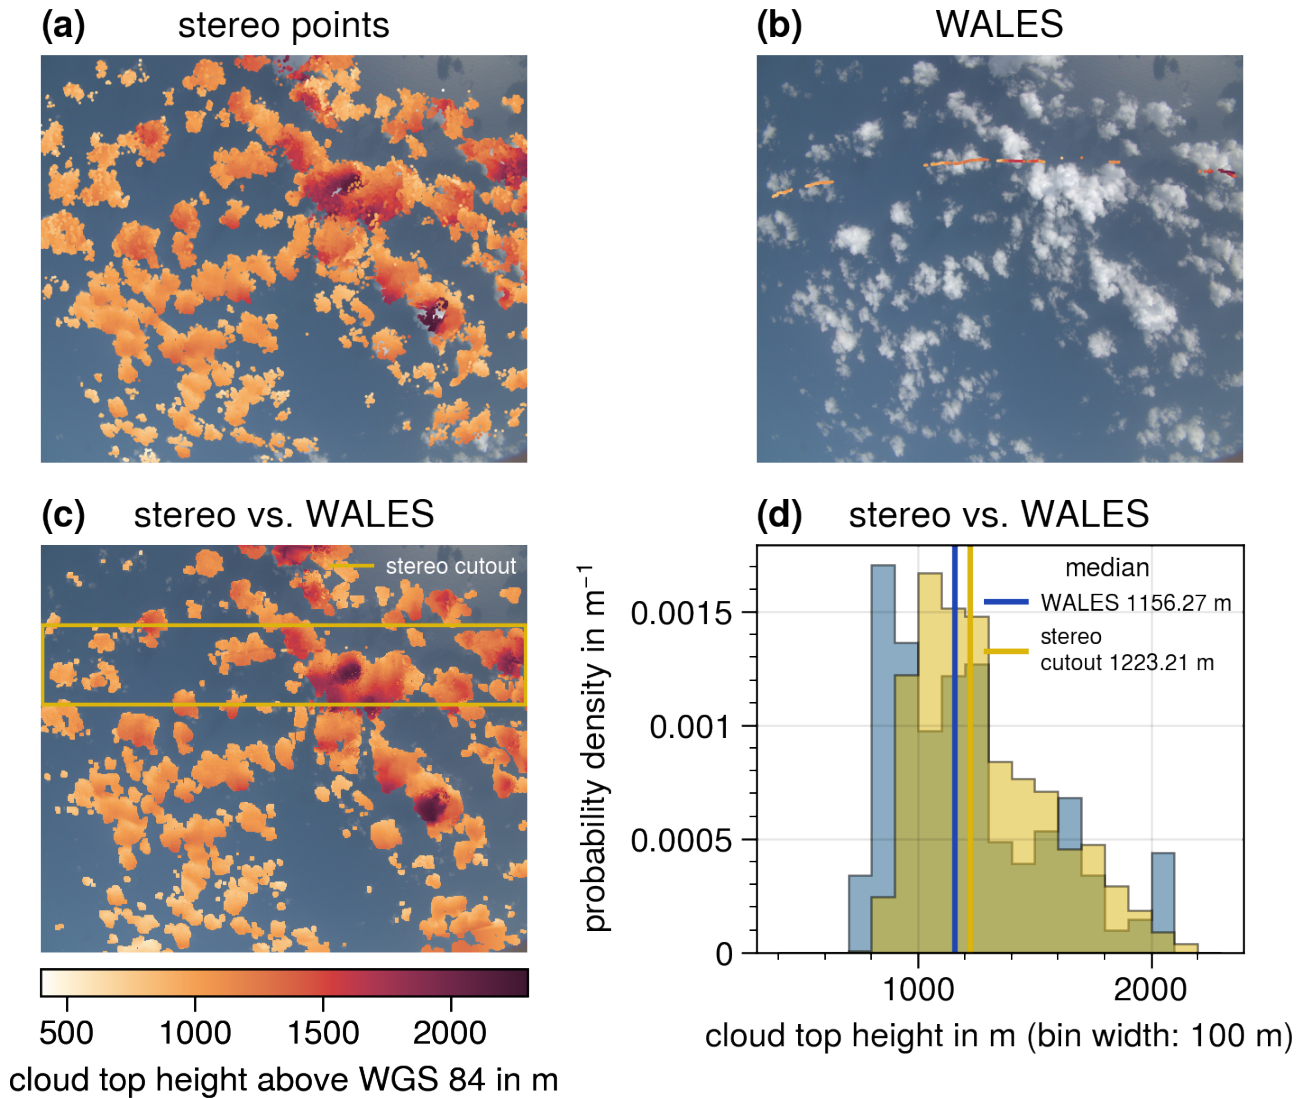 (a) stereo points
(b) WALES
(c) stereo vs. WALES
stereo cutout
500 1000 1500 2000
cloud top height above WGS 84 in m
(d) stereo vs. WALES
median
WALES 1156.27 m
stereo
cutout 1223.21 m
probability density in m⁻¹
0.0015
0.001
0.0005
0
1000 2000
cloud top height in m (bin width: 100 m)